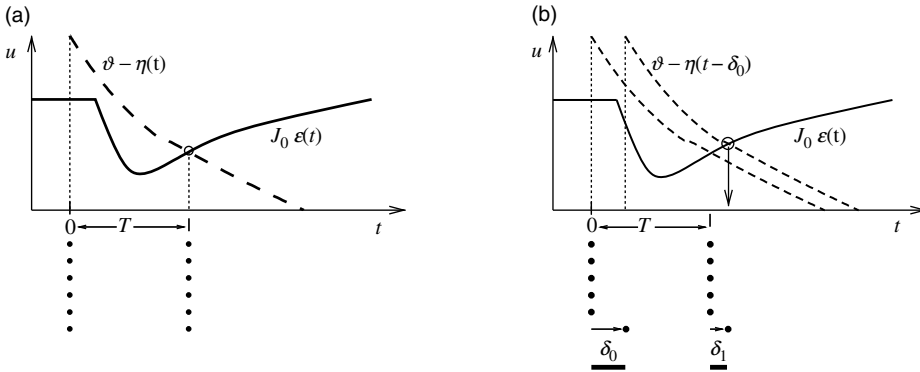 (a)
u
ϑ – η(t)
J₀ ε(t)
0
T
t
(b)
u
ϑ – η(t – δ₀)
J₀ ε(t)
0
T
t
δ₀
δ₁